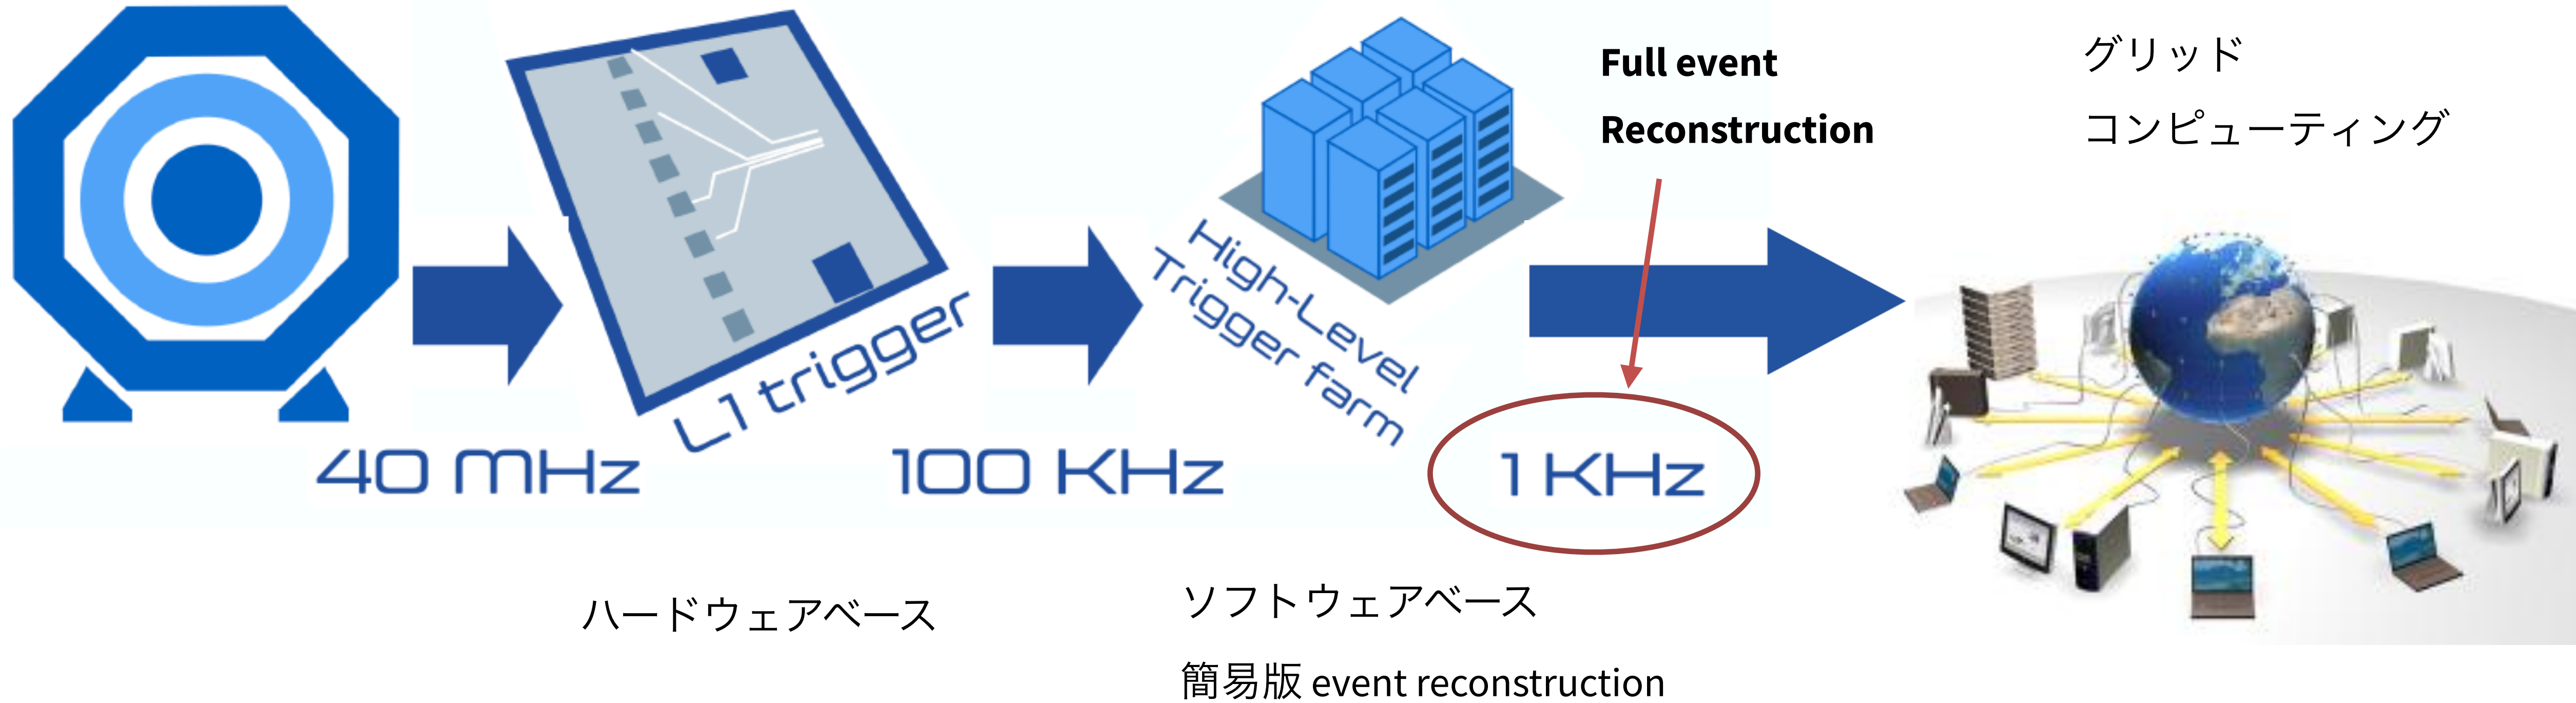 Full event
Reconstruction
グリッド
コンピューティング
L1 trigger
High-Level
Trigger farm
40 MHz
100 KHz
1 KHz
ハードウェアベース
ソフトウェアベース
簡易版 event reconstruction